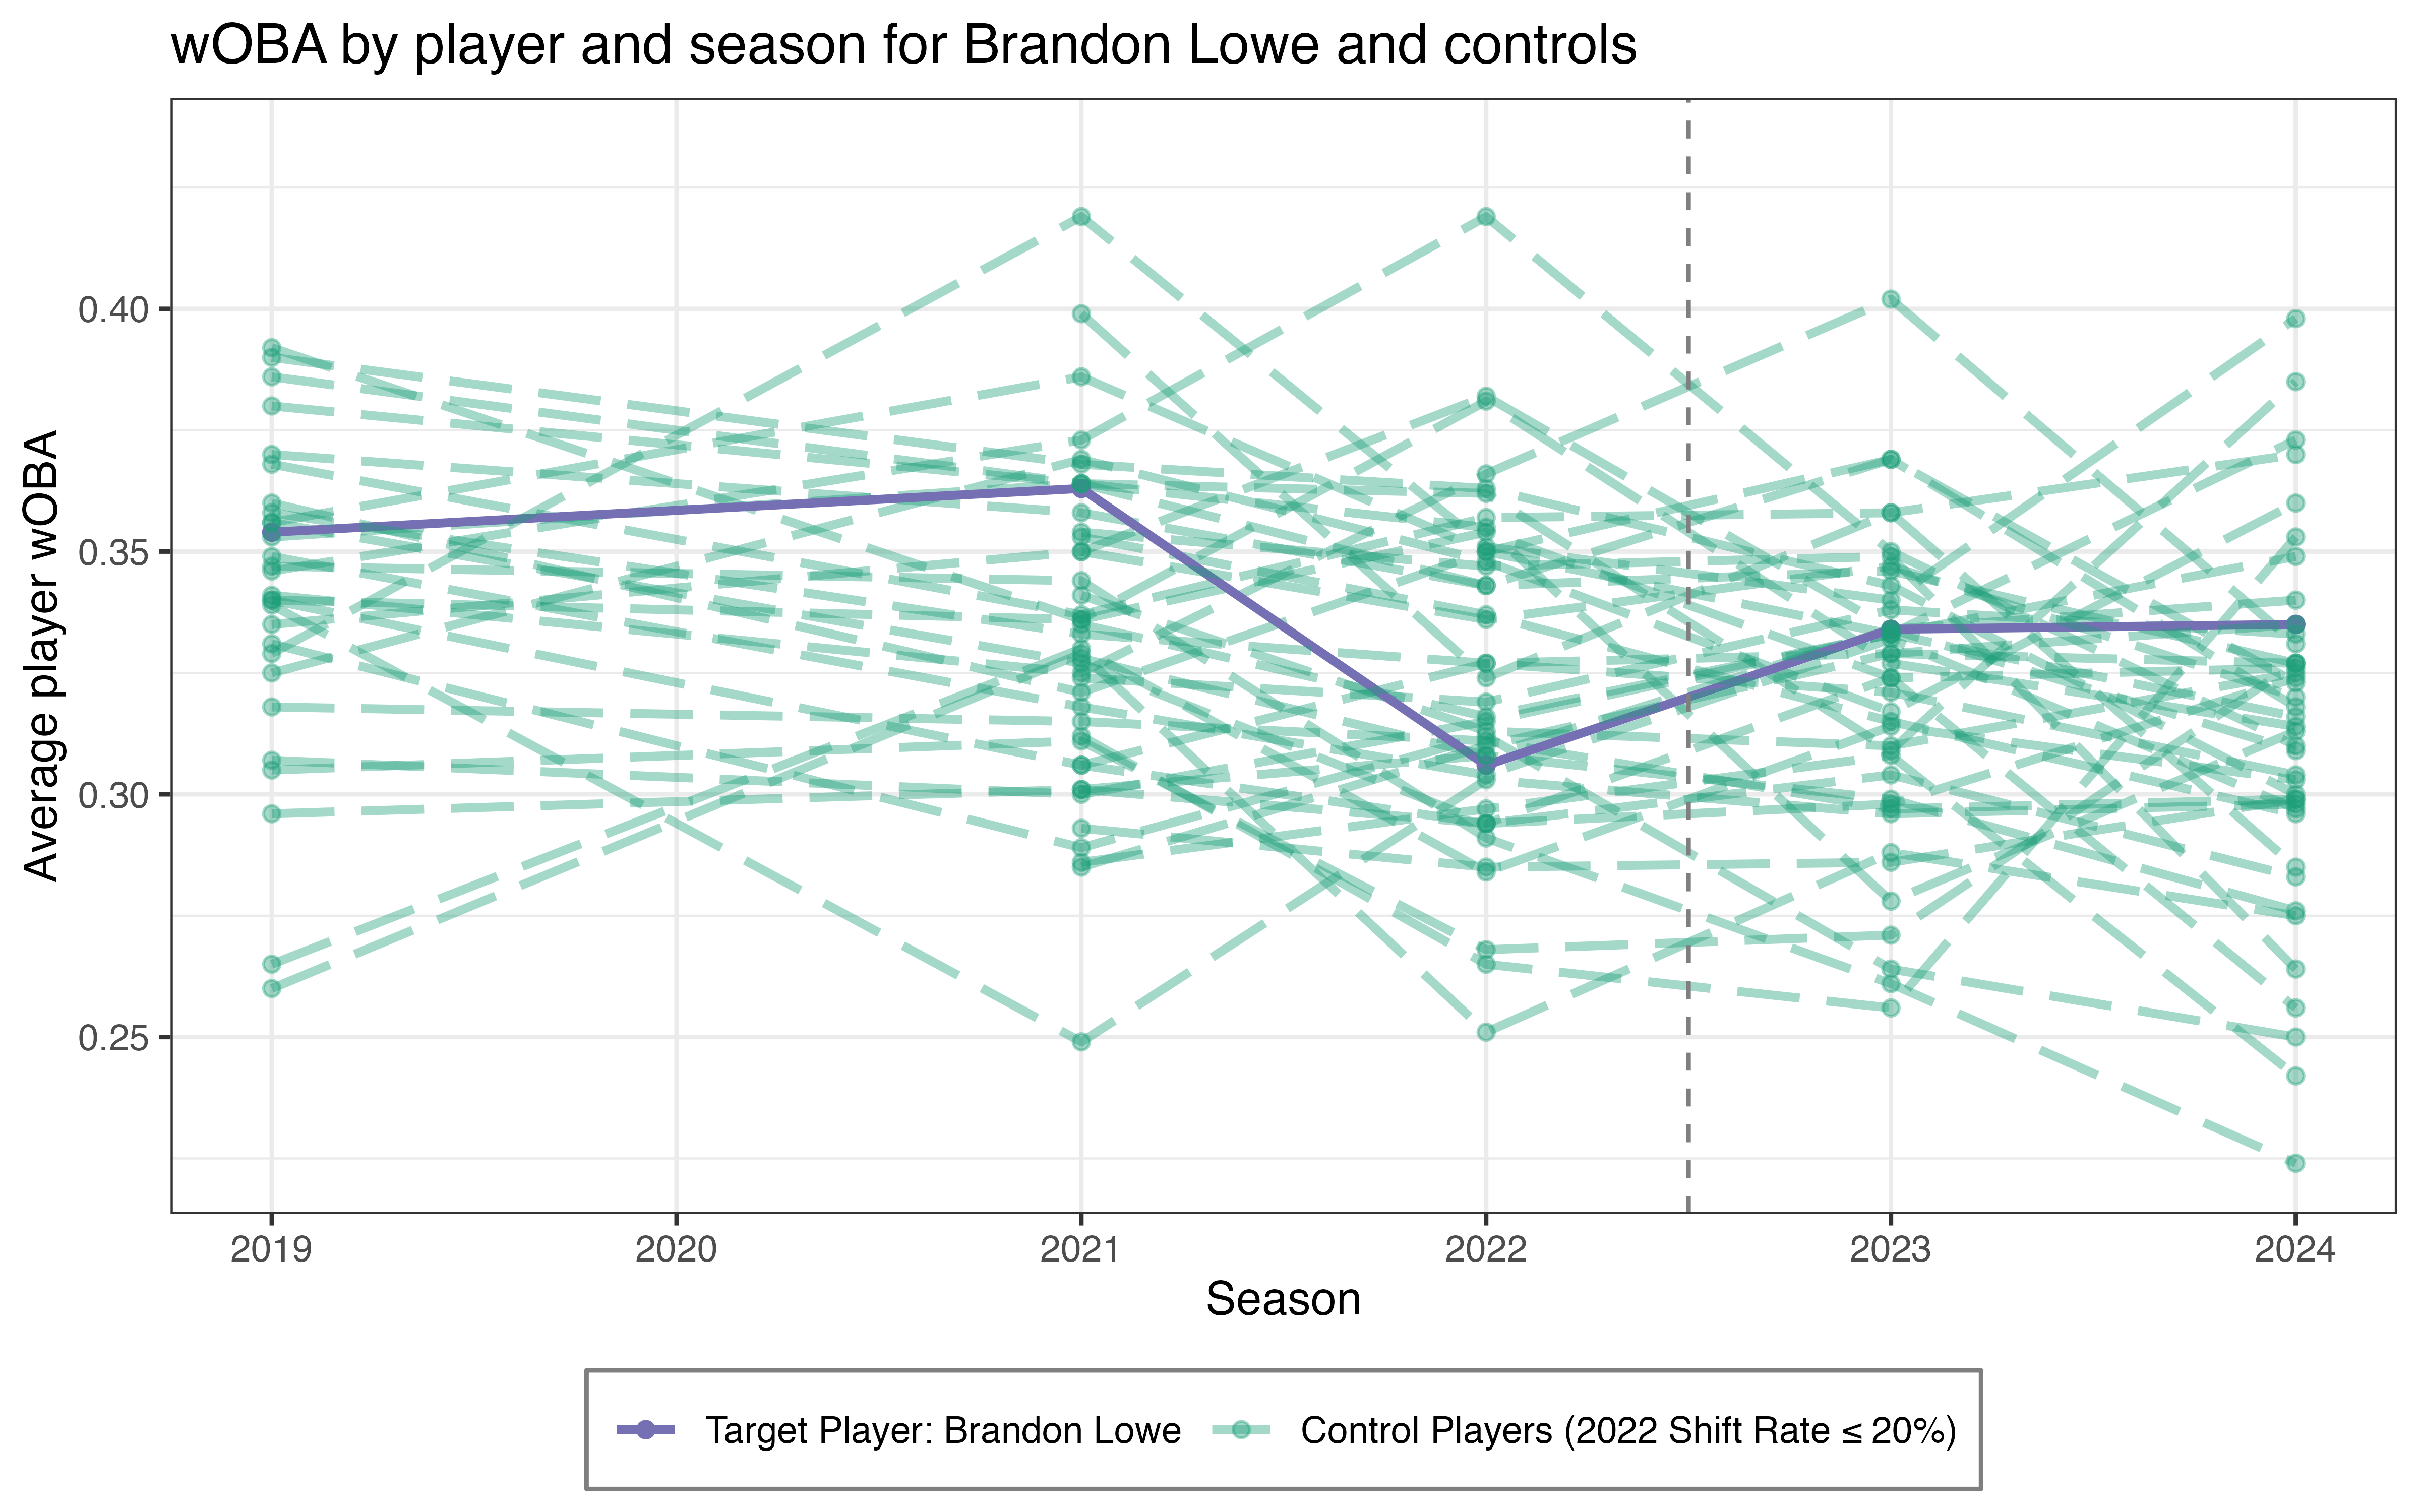 wOBA by player and season for Brandon Lowe and controls
Average player wOBA
0.40
0.35
0.30
0.25
2019 2020 2021 2022 2023 2024
Season
Target Player: Brandon Lowe Control Players (2022 Shift Rate ≤ 20%)